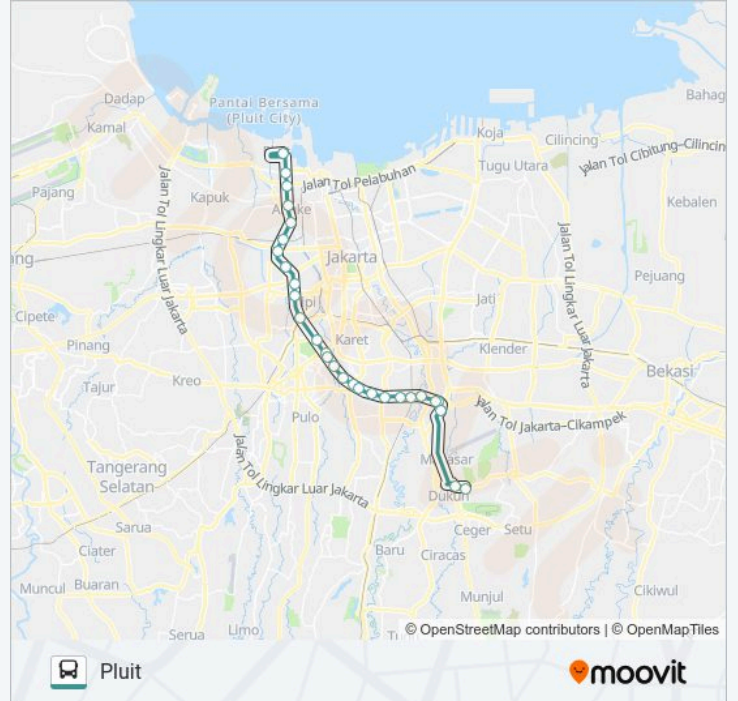 Dadap
Pantai Bersama
(Pluit City)
Bahag
Kamal
Koja
Cilincing
Jalan Tol Cibitung–Cilincin
Tugu Utara
Jalan Tol Pelabuhan
Pajang
Kapuk
Kebalen
Jalan Tol Lingkar Luar Jakarta
Jalan Tol Lingkar Luar Jakarta
ang
Jakarta
Pejuang
Jati
Cipete
Karet
Pinang
Klender
Bekasi
Tajur
Kreo
Pulo
Jalan Tol Jakarta–Cikampek
Tangerang
Selatan
Jalan Tol Lingkar Luar Jakarta
Sarua
Ceger
Setu
Ciater
Baru
Ciracas
Muncul
Buaran
Munjul
Cikiwul
Serua
Limo
© OpenStreetMap contributors | © OpenMapTiles
Pluit
moovit